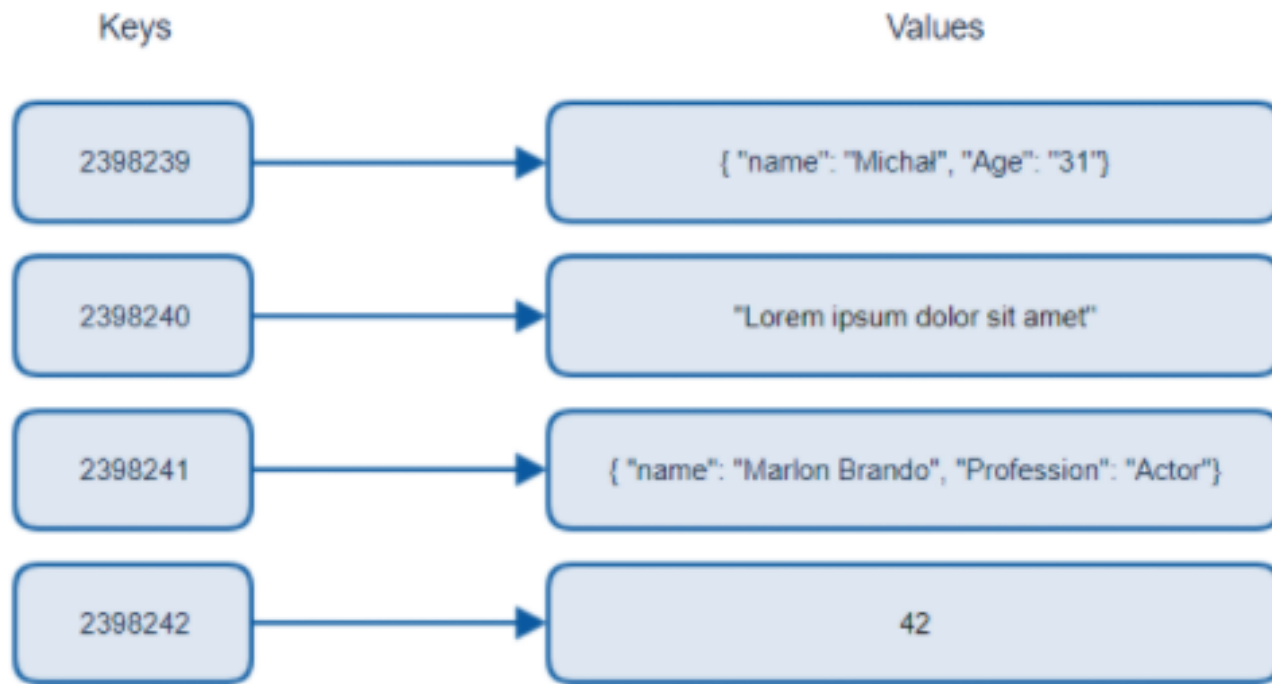 Keys Values
2398239 { "name": "Michał", "Age": "31"}
2398240 "Lorem ipsum dolor sit amet"
2398241 { "name": "Marlon Brando", "Profession": "Actor"}
2398242 42